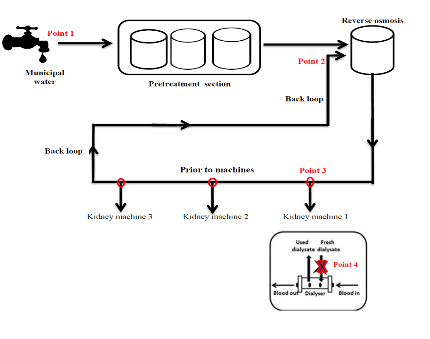 Reverse osmosis
Point 1
Municipal
water
Pretreatment section
Point 2
Back loop
Back loop
Prior to machines
Point 3
Kidney machine 3
Kidney machine 2
Kidney machine 1
Used
dialysate
Fresh
dialysate
Point 4
Blood out
Dialyser
Blood in